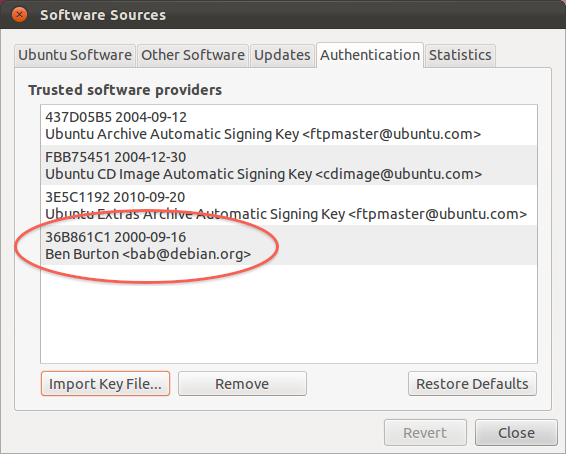 Software Sources
Ubuntu Software
Other Software
Updates
Authentication
Statistics
Trusted software providers
437D05B5 2004-09-12
Ubuntu Archive Automatic Signing Key <ftpmaster@ubuntu.com>
FBB75451 2004-12-30
Ubuntu CD Image Automatic Signing Key <cdimage@ubuntu.com>
3E5C1192 2010-09-20
Ubuntu Extras Archive Automatic Signing Key <ftpmaster@ubuntu.com>
36B861C1 2000-09-16
Ben Burton <bab@debian.org>
Import Key File...
Remove
Restore Defaults
Revert
Close